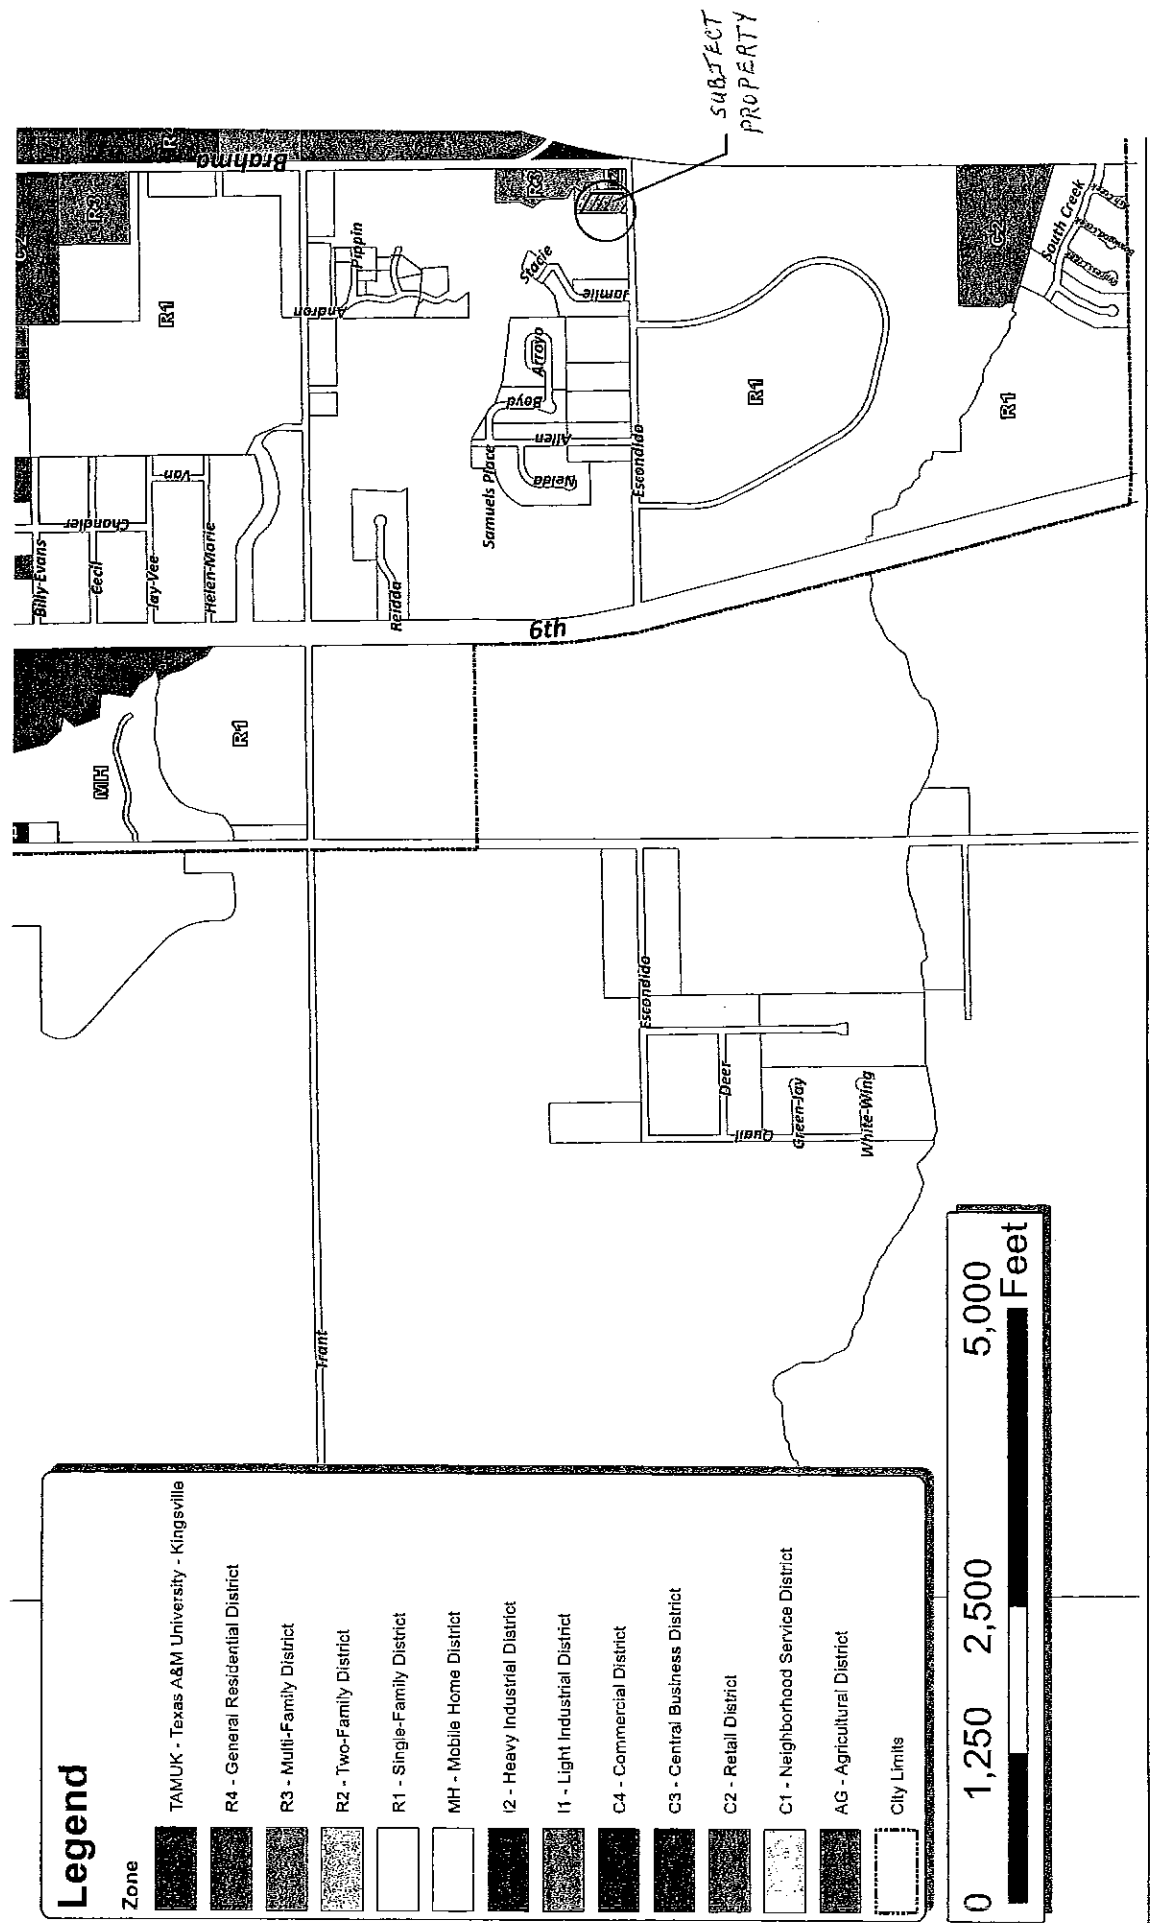 SUBJECT
PROPERTY
Brahma
R3
R1
C2
Pippin
Andron
R3
Stacie
Jamie
Arroyo
Boyd
Allen
Nelda
Samuels Place
Escondido
R1
C2
South Creek
R1
Van
Chandler
Billy Evans
Cecil
Jay-Vee
Helen-Marie
Reidda
6th
MH
R1
Escondido
Deer
Quail
Green-Jay
White-Wing
Trant
Legend
Zone
TAMUK - Texas A&M University - Kingsville
R4 - General Residential District
R3 - Multi-Family District
R2 - Two-Family District
R1 - Single-Family District
MH - Mobile Home District
I2 - Heavy Industrial District
I1 - Light Industrial District
C4 - Commercial District
C3 - Central Business District
C2 - Retail District
C1 - Neighborhood Service District
AG - Agricultural District
City Limits
0 1,250 2,500 5,000
Feet